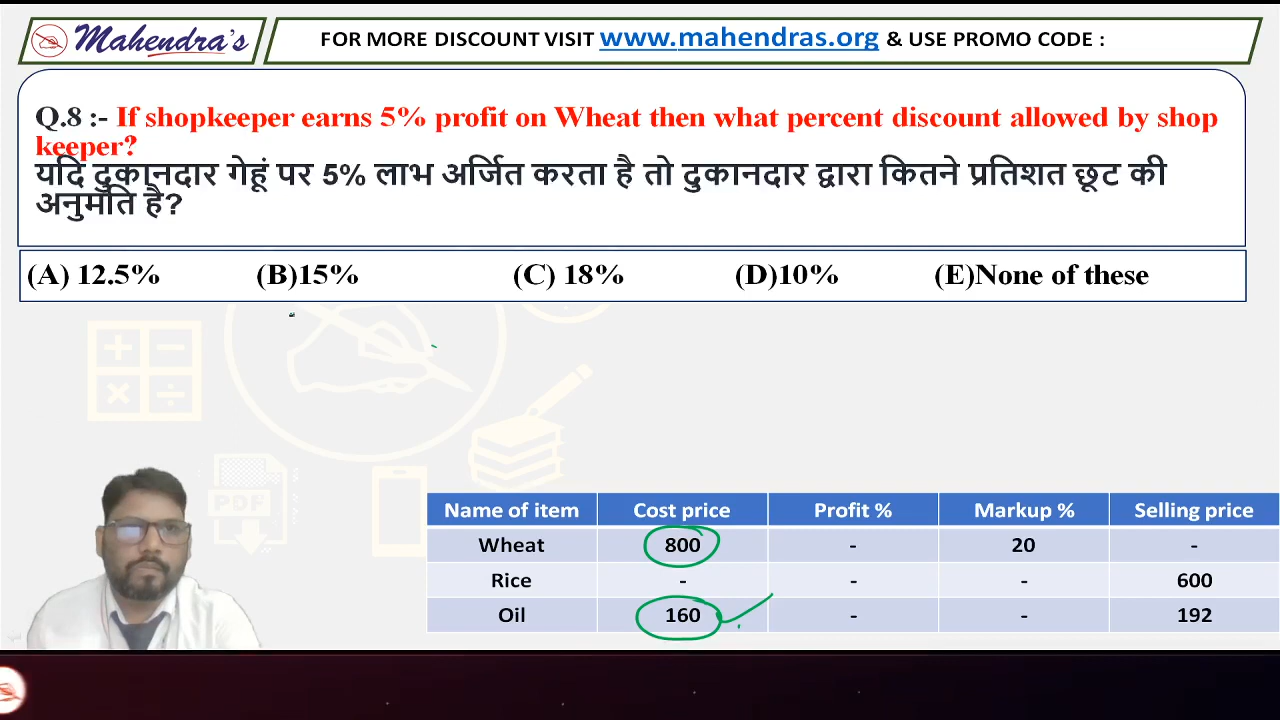 Mahendra's
FOR MORE DISCOUNT VISIT www.mahendras.org & USE PROMO CODE :
Q.8 :- If shopkeeper earns 5% profit on Wheat then what percent discount allowed by shop
keeper?
यदि दुकानदार गेहूं पर 5% लाभ अर्जित करता है तो दुकानदार द्वारा कितने प्रतिशत छूट की
अनुमति है?
(A) 12.5% (B)15% (C) 18% (D)10% (E)None of these
PDF
Name of item Cost price Profit % Markup % Selling price
Wheat 800 - 20 -
Rice - - - 600
Oil 160 - - 192